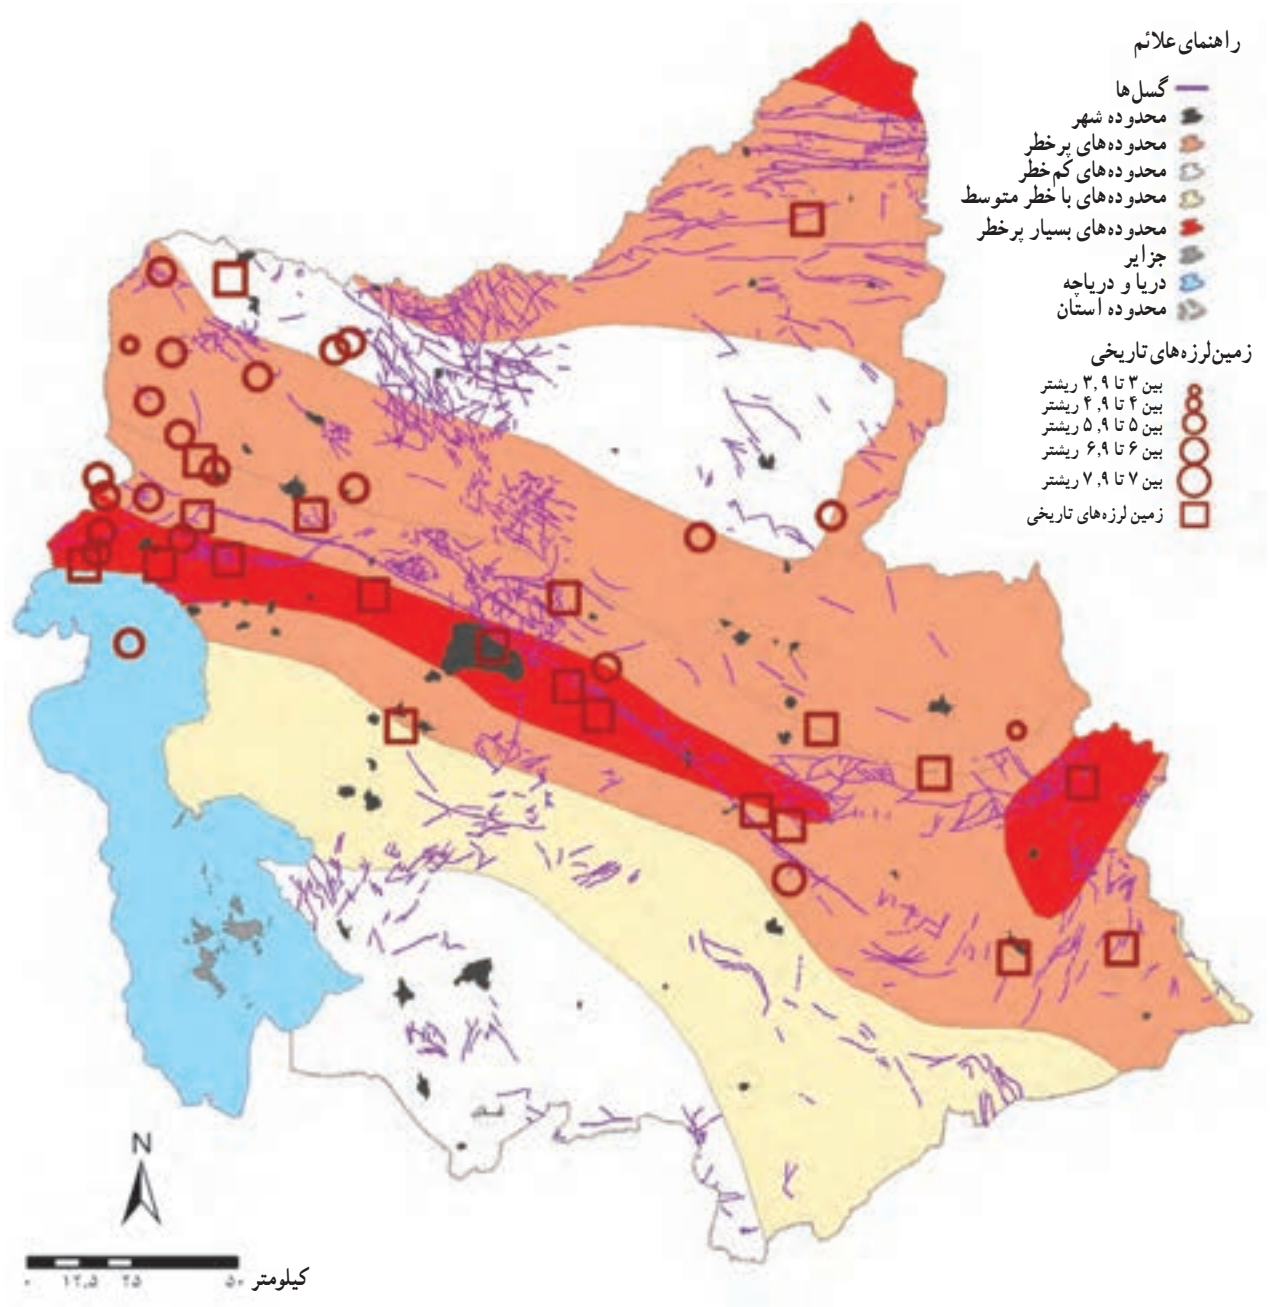 راهنمای علائم
گسل‌ها
محدوده شهر
محدوده‌های پرخطر
محدوده‌های کم‌خطر
محدوده‌های با خطر متوسط
محدوده‌های بسیار پرخطر
جزایر
دریا و دریاچه
محدوده استان
زمین‌لرزه‌های تاریخی
بین ۳ تا ۳,۹ ریشتر
بین ۴ تا ۴,۹ ریشتر
بین ۵ تا ۵,۹ ریشتر
بین ۶ تا ۶,۹ ریشتر
بین ۷ تا ۷,۹ ریشتر
زمین لرزه‌های تاریخی
N
۰ ۱۲,۵ ۲۵ ۵۰ کیلومتر